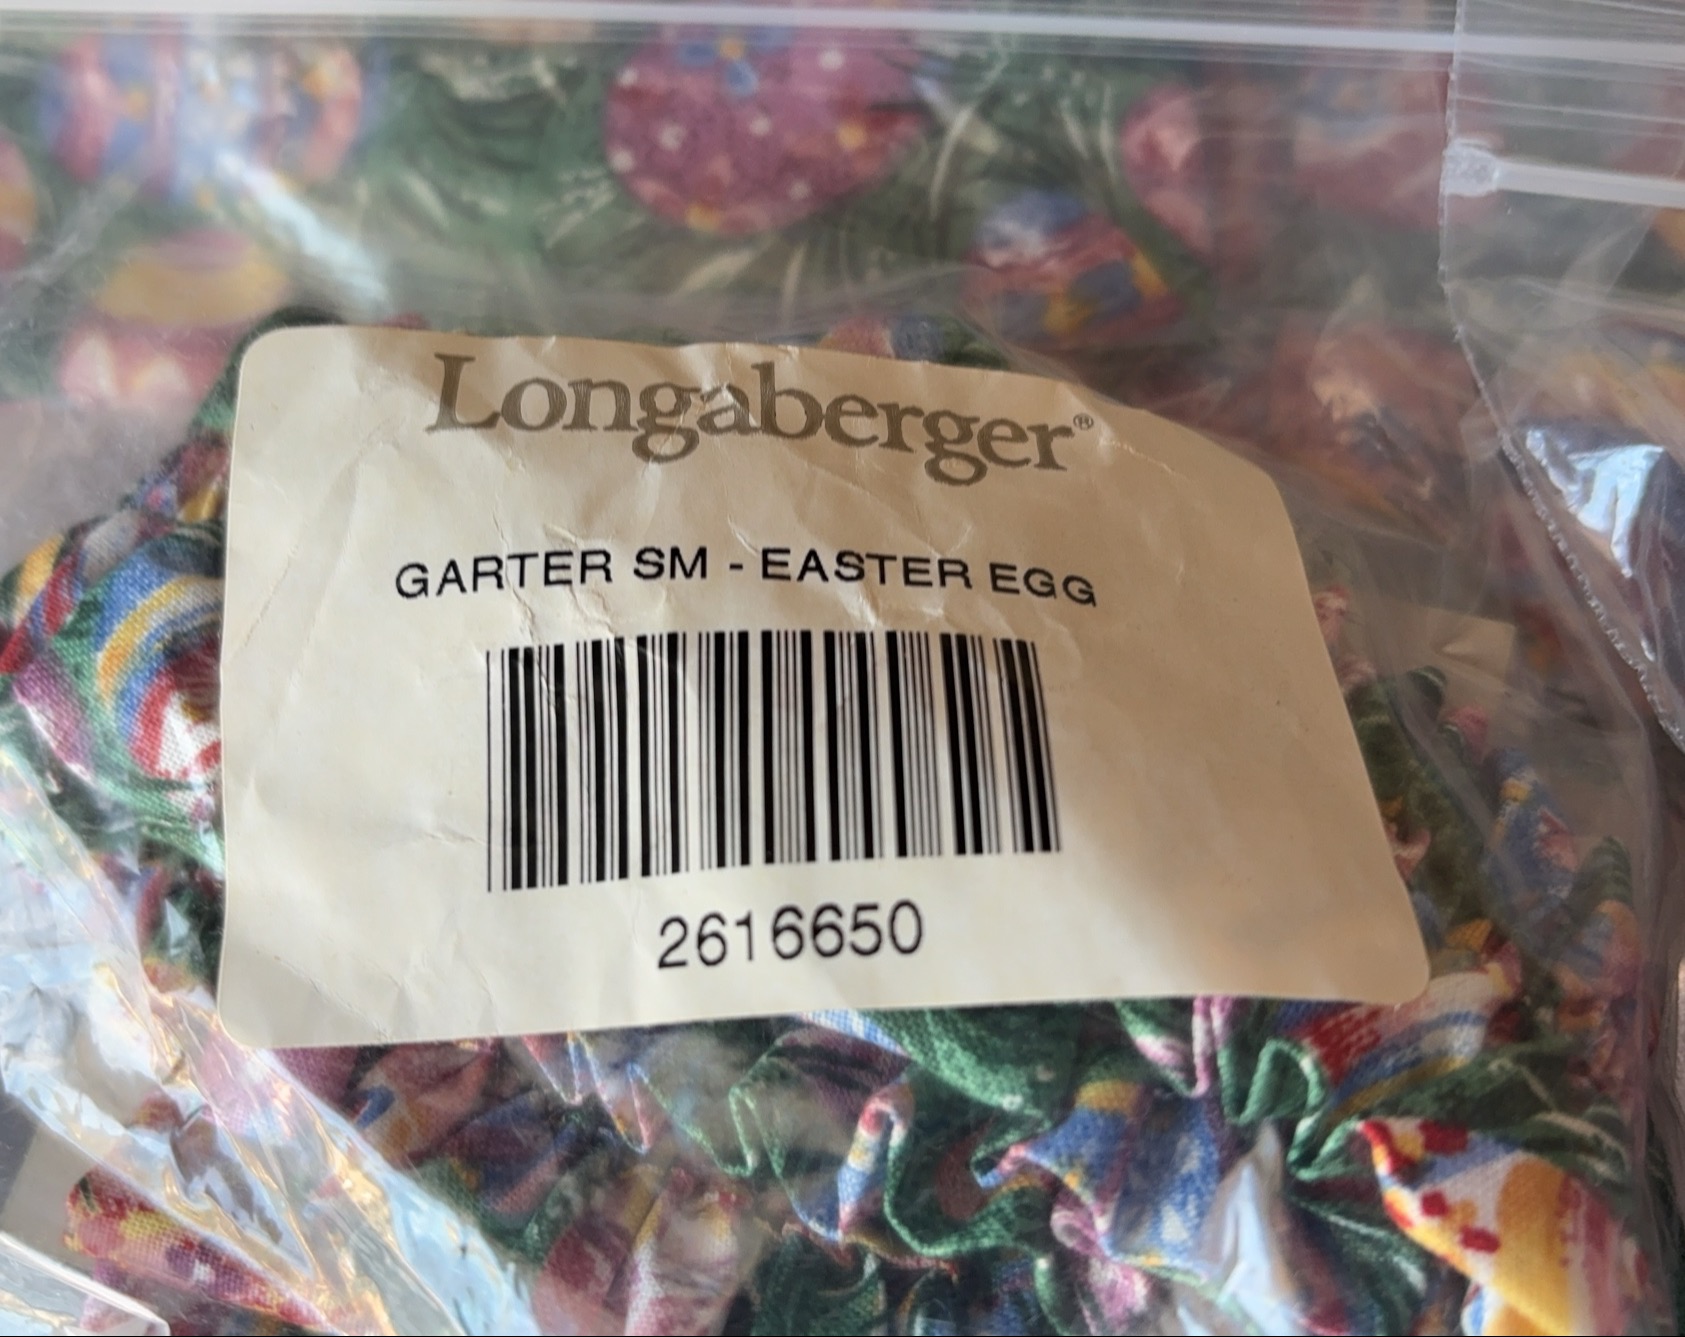 Longaberger®
GARTER SM - EASTER EGG
2616650